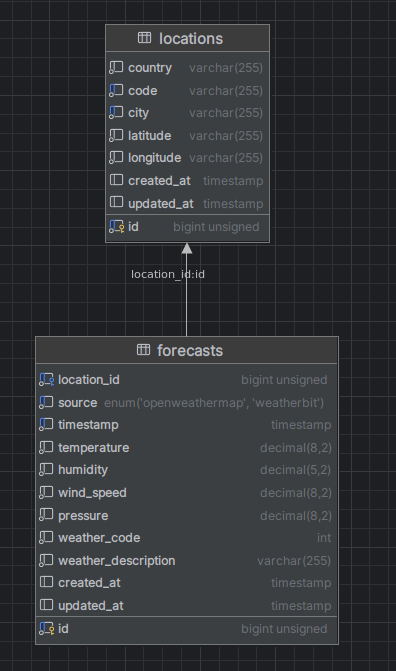 locations
country varchar(255)
code varchar(255)
city varchar(255)
latitude varchar(255)
longitude varchar(255)
created_at timestamp
updated_at timestamp
id bigint unsigned
location_id:id
forecasts
location_id bigint unsigned
source enum('openweathermap', 'weatherbit')
timestamp timestamp
temperature decimal(8,2)
humidity decimal(5,2)
wind_speed decimal(8,2)
pressure decimal(8,2)
weather_code int
weather_description varchar(255)
created_at timestamp
updated_at timestamp
id bigint unsigned